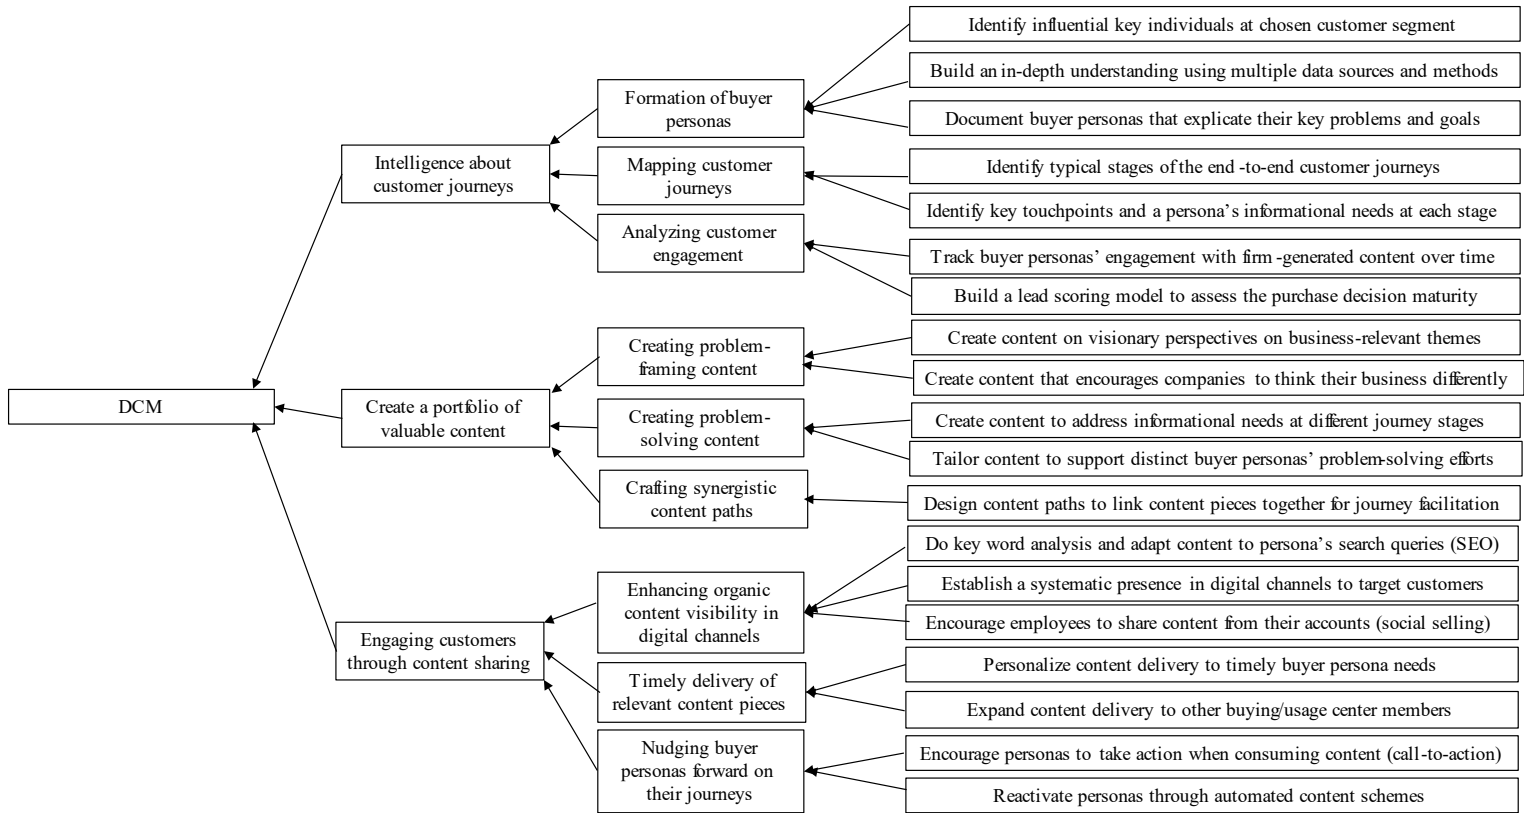 DCM
Intelligence about
customer journeys
Create a portfolio of
valuable content
Engaging customers
through content sharing
Formation of buyer
personas
Mapping customer
journeys
Analyzing customer
engagement
Creating problem-
framing content
Creating problem-
solving content
Crafting synergistic
content paths
Enhancing organic
content visibility in
digital channels
Timely delivery of
relevant content pieces
Nudging buyer
personas forward on
their journeys
Identify influential key individuals at chosen customer segment
Build an in-depth understanding using multiple data sources and methods
Document buyer personas that explicate their key problems and goals
Identify typical stages of the end-to-end customer journeys
Identify key touchpoints and a persona's informational needs at each stage
Track buyer personas' engagement with firm-generated content over time
Build a lead scoring model to assess the purchase decision maturity
Create content on visionary perspectives on business-relevant themes
Create content that encourages companies to think their business differently
Create content to address informational needs at different journey stages
Tailor content to support distinct buyer personas' problem-solving efforts
Design content paths to link content pieces together for journey facilitation
Do key word analysis and adapt content to persona's search queries (SEO)
Establish a systematic presence in digital channels to target customers
Encourage employees to share content from their accounts (social selling)
Personalize content delivery to timely buyer persona needs
Expand content delivery to other buying/usage center members
Encourage personas to take action when consuming content (call-to-action)
Reactivate personas through automated content schemes